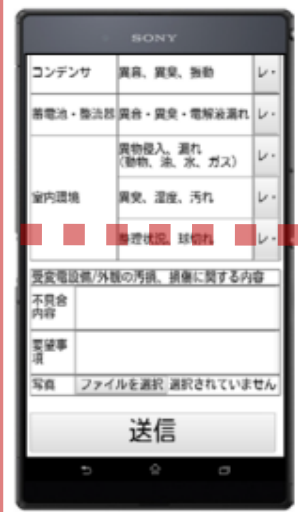 SONY
コンデンサ 異音、異臭、振動 レ
蓄電池・整流器 異音・異臭・電解液漏れ レ
異物侵入、漏れ
(動物、油、水、ガス) レ
室内環境 異臭、湿度、汚れ レ
整理状況、球切れ レ
受変電設備/外観の汚損、損傷に関する内容
不具合
内容
要望事
項
写真 ファイルを選択 選択されていません
送信